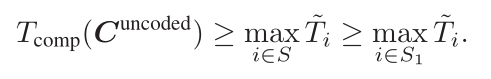 T_comp(C^uncoded) ≥ max_{i∈S} T̃_i ≥ max_{i∈S_1} T̃_i.